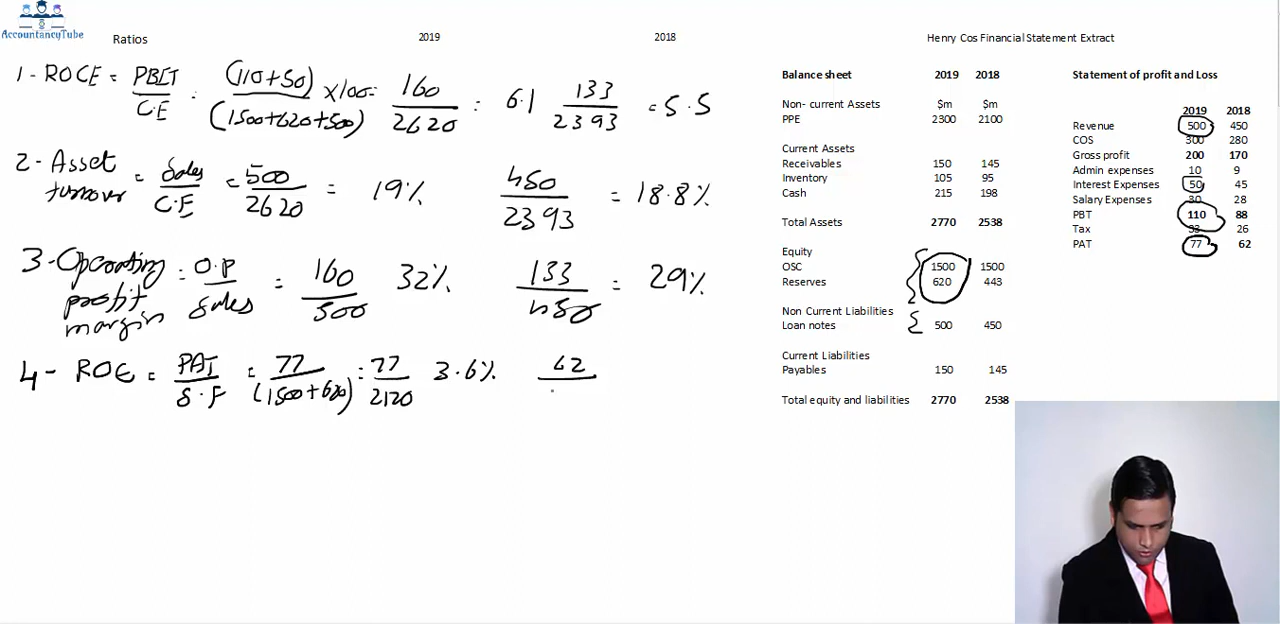 AccountancyTube
Ratios 2019 2018
1- ROCE = PBIT / C.E = (110+50) / (1500+620+500) x100= 160 / 2620 = 6.1 133 / 2393 = 5.5
2- Asset turnover = Sales / C.E = 500 / 2620 = 19% 450 / 2393 = 18.8%
3- Operating profit margin = O.P / Sales = 160 / 500 32% 133 / 450 = 29%
4- ROE = PAT / S.F = 77 / (1500+620) = 77 / 2120 3.6% 62
Henry Cos Financial Statement Extract
Balance sheet 2019 2018
Non- current Assets $m $m
PPE 2300 2100
Current Assets
Receivables 150 145
Inventory 105 95
Cash 215 198
Total Assets 2770 2538
Equity
OSC 1500 1500
Reserves 620 443
Non Current Liabilities
Loan notes 500 450
Current Liabilities
Payables 150 145
Total equity and liabilities 2770 2538
Statement of profit and Loss
2019 2018
Revenue 500 450
COS 300 280
Gross profit 200 170
Admin expenses 10 9
Interest Expenses 50 45
Salary Expenses 30 28
PBT 110 88
Tax 33 26
PAT 77 62